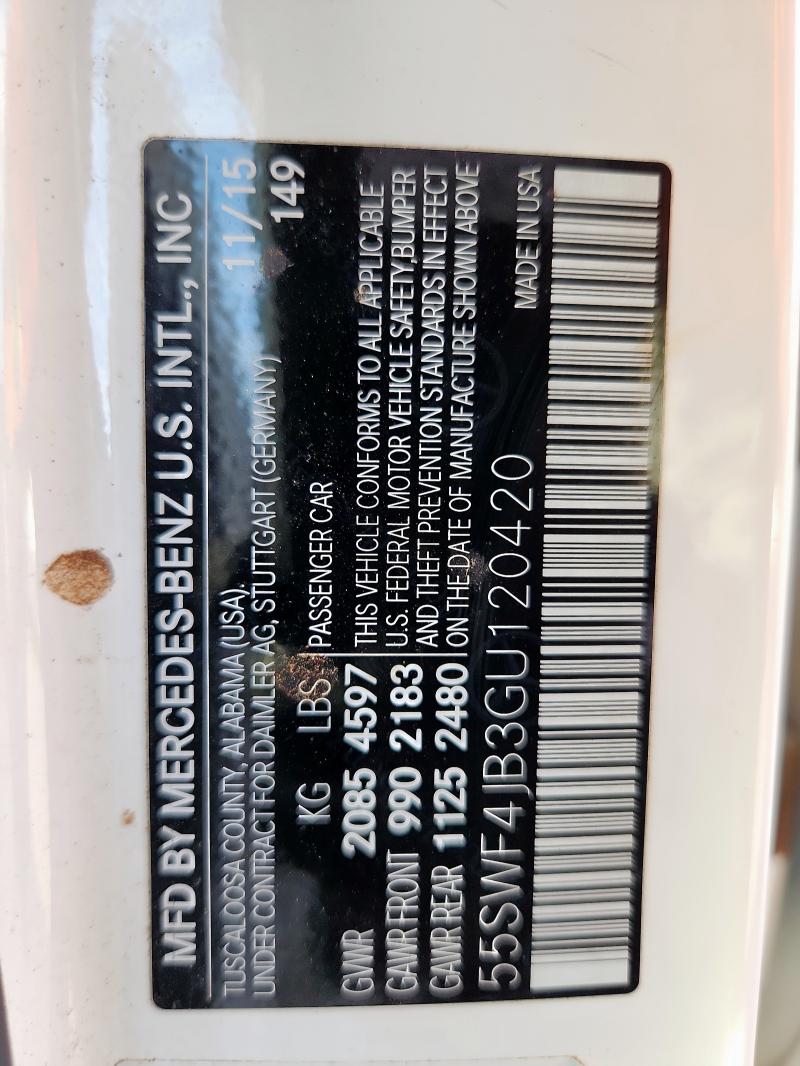 MFD BY MERCEDES-BENZ U.S. INTL., INC
TUSCALOOSA COUNTY, ALABAMA (USA). 11/15
UNDER CONTRACT FOR DAIMLER AG, STUTTGART (GERMANY) 149
KG LBS PASSENGER CAR
GWR 2085 4597 THIS VEHICLE CONFORMS TO ALL APPLICABLE
GAWR FRONT 990 2183 U.S. FEDERAL MOTOR VEHICLE SAFETY,BUMPER
GAWR REAR 1125 2480 AND THEFT PREVENTION STANDARDS IN EFFECT
ON THE DATE OF MANUFACTURE SHOWN ABOVE
55SWF4JB3GU120420 MADE IN USA